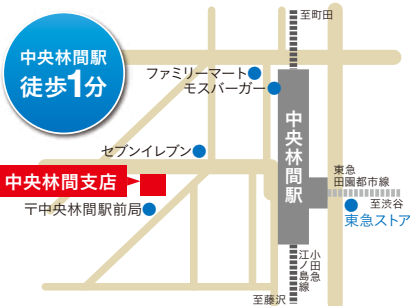 至町田
中央林間駅
徒歩1分
ファミリーマート
モスバーガー
中央林間駅
セブンイレブン
東急
田園都市線
中央林間支店
至渋谷
〒中央林間駅前局
東急ストア
小田急
江ノ島線
至藤沢